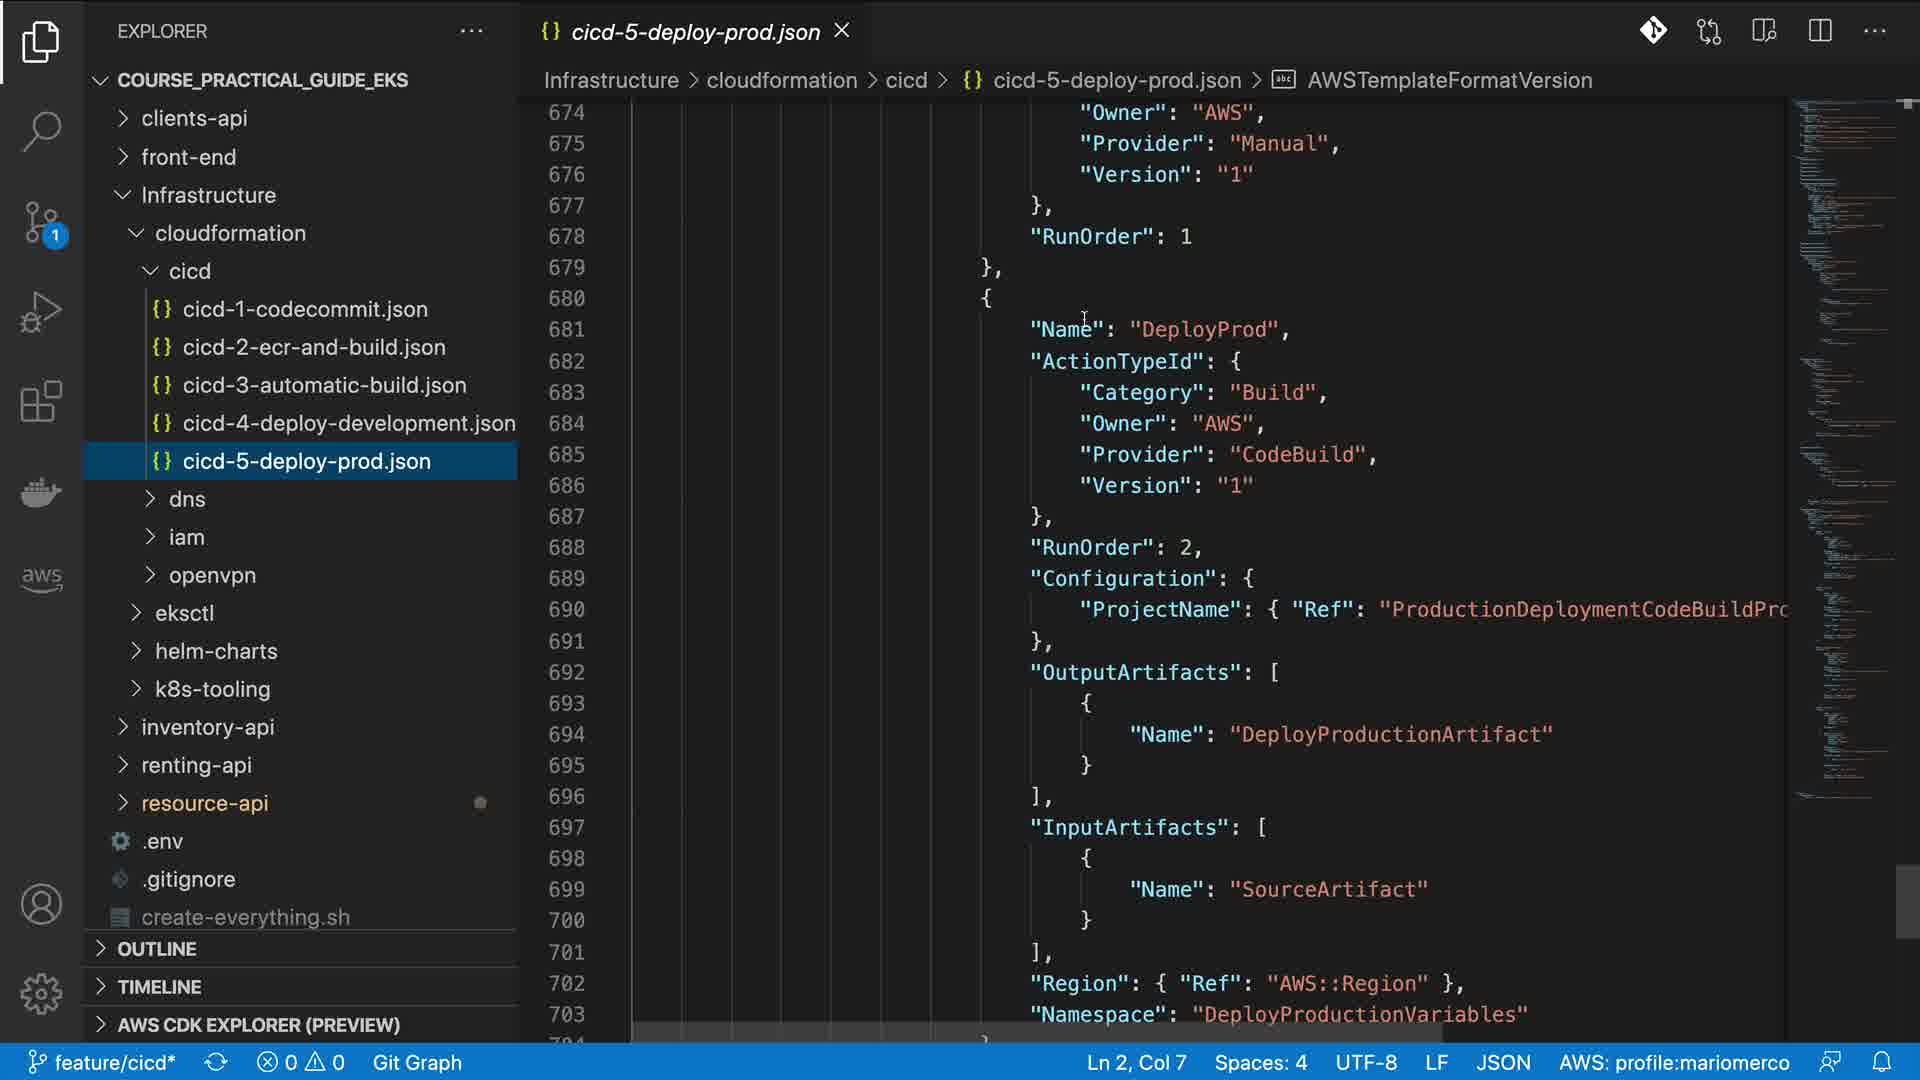 EXPLORER
COURSE_PRACTICAL_GUIDE_EKS
clients-api
front-end
Infrastructure
cloudformation
cicd
{} cicd-1-codecommit.json
{} cicd-2-ecr-and-build.json
{} cicd-3-automatic-build.json
{} cicd-4-deploy-development.json
{} cicd-5-deploy-prod.json
dns
iam
openvpn
eksctl
helm-charts
k8s-tooling
inventory-api
renting-api
resource-api
.env
.gitignore
create-everything.sh
OUTLINE
TIMELINE
AWS CDK EXPLORER (PREVIEW)
1
aws
{} cicd-5-deploy-prod.json
Infrastructure > cloudformation > cicd > {} cicd-5-deploy-prod.json > abc AWSTemplateFormatVersion
674 "Owner": "AWS",
675 "Provider": "Manual",
676 "Version": "1"
677 },
678 "RunOrder": 1
679 },
680 {
681 "Name": "DeployProd",
682 "ActionTypeId": {
683 "Category": "Build",
684 "Owner": "AWS",
685 "Provider": "CodeBuild",
686 "Version": "1"
687 },
688 "RunOrder": 2,
689 "Configuration": {
690 "ProjectName": { "Ref": "ProductionDeploymentCodeBuildPro
691 },
692 "OutputArtifacts": [
693 {
694 "Name": "DeployProductionArtifact"
695 }
696 ],
697 "InputArtifacts": [
698 {
699 "Name": "SourceArtifact"
700 }
701 ],
702 "Region": { "Ref": "AWS::Region" },
703 "Namespace": "DeployProductionVariables"
704 }
feature/cicd* 0 0 Git Graph Ln 2, Col 7 Spaces: 4 UTF-8 LF JSON AWS: profile:mariomerco